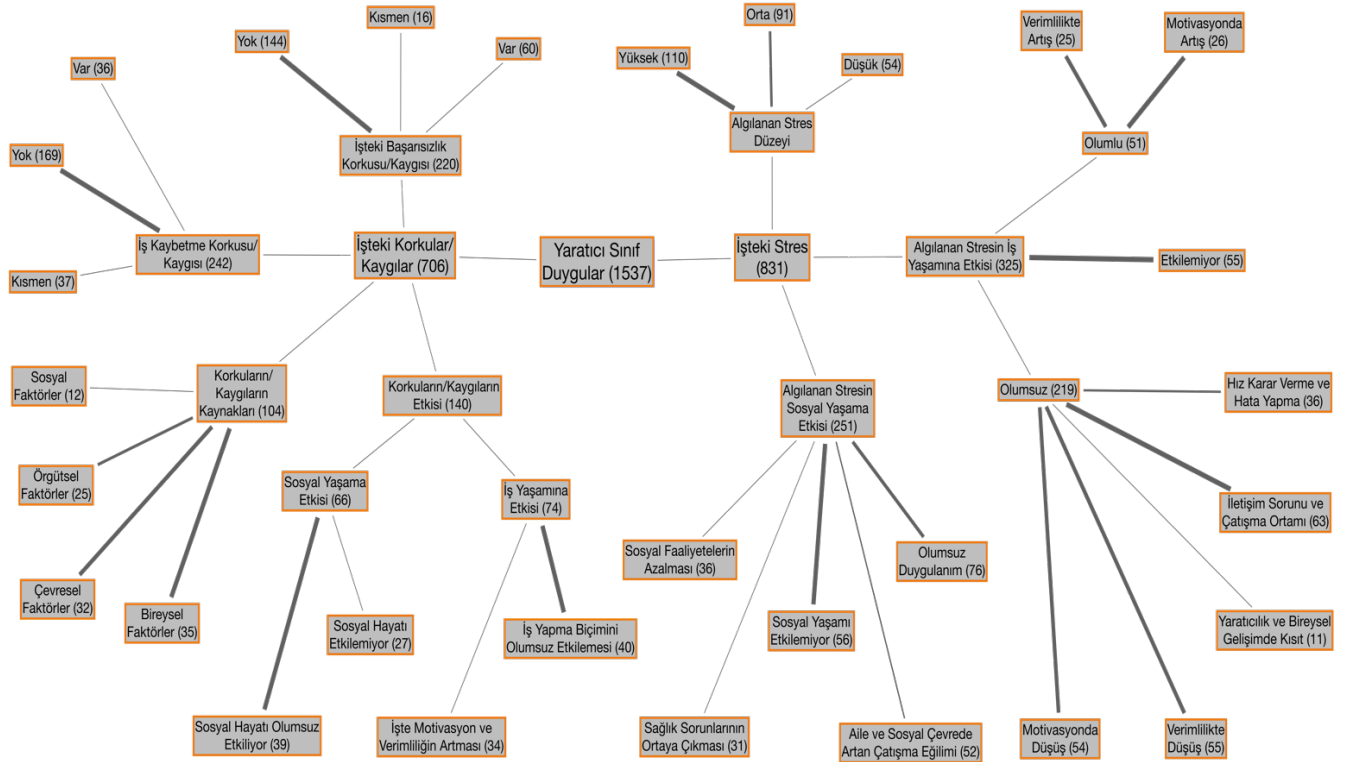 Kısmen (16)
Orta (91)
Verimlilikte
Artış (25)
Motivasyonda
Artış (26)
Yok (144)
Var (60)
Yüksek (110)
Düşük (54)
Var (36)
Algılanan Stres
Düzeyi
Olumlu (51)
İşteki Başarısızlık
Korkusu/Kaygısı (220)
Yok (169)
İş Kaybetme Korkusu/
Kaygısı (242)
İşteki Korkular/
Kaygılar (706)
Yaratıcı Sınıf
Duygular (1537)
İşteki Stres
(831)
Algılanan Stresin İş
Yaşamına Etkisi (325)
Etkilemiyor (55)
Kısmen (37)
Sosyal
Faktörler (12)
Korkuların/
Kaygıların
Kaynakları (104)
Korkuların/Kaygıların
Etkisi (140)
Algılanan Stresin
Sosyal Yaşama
Etkisi (251)
Olumsuz (219)
Hız Karar Verme ve
Hata Yapma (36)
Örgütsel
Faktörler (25)
Sosyal Yaşama
Etkisi (66)
İş Yaşamına
Etkisi (74)
İletişim Sorunu ve
Çatışma Ortamı (63)
Sosyal Faaliyetelerin
Azalması (36)
Olumsuz
Duygulanım (76)
Çevresel
Faktörler (32)
Bireysel
Faktörler (35)
Sosyal Hayatı
Etkilemiyor (27)
İş Yapma Biçimini
Olumsuz Etkilemesi (40)
Sosyal Yaşamı
Etkilemiyor (56)
Yaratıcılık ve Bireysel
Gelişimde Kısıt (11)
Sosyal Hayatı Olumsuz
Etkiliyor (39)
İşte Motivasyon ve
Verimliliğin Artması (34)
Sağlık Sorunlarının
Ortaya Çıkması (31)
Aile ve Sosyal Çevrede
Artan Çatışma Eğilimi (52)
Motivasyonda
Düşüş (54)
Verimlilikte
Düşüş (55)